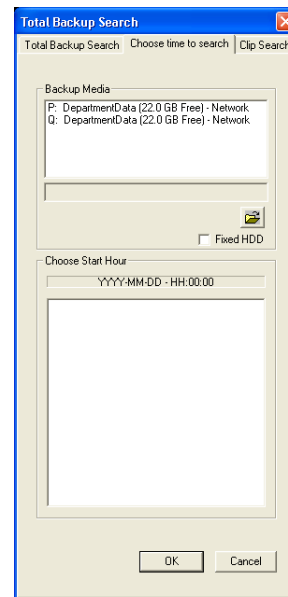 Total Backup Search
Total Backup Search Choose time to search Clip Search
Backup Media
P: DepartmentData (22.0 GB Free) - Network
Q: DepartmentData (22.0 GB Free) - Network
Fixed HDD
Choose Start Hour
YYYY-MM-DD - HH:00:00
OK Cancel